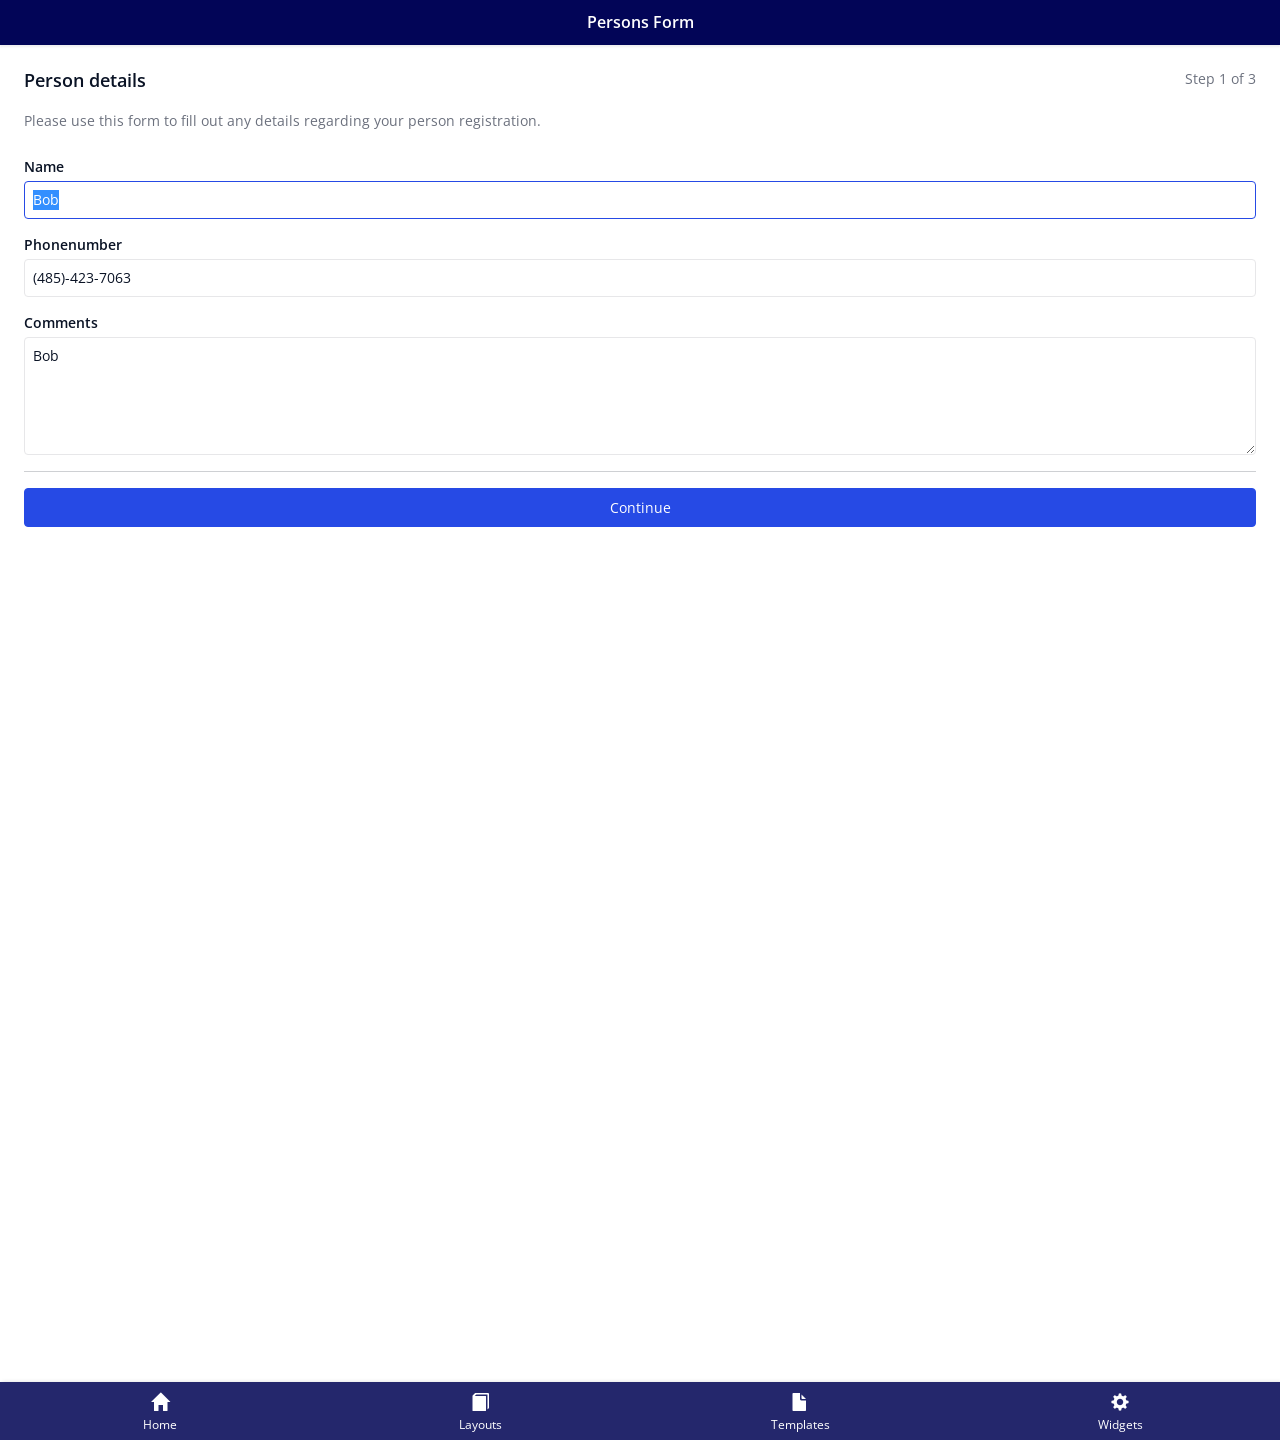 Persons Form
Person details
Step 1 of 3
Please use this form to fill out any details regarding your person registration.
Name
Bob
Phonenumber
(485)-423-7063
Comments
Bob
Continue
Home
Layouts
Templates
Widgets